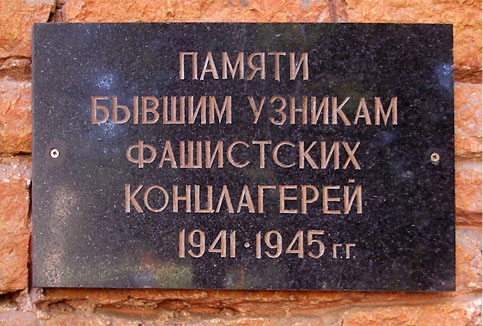 ПАМЯТИ
БЫВШИМ УЗНИКАМ
ФАШИСТСКИХ
КОНЦЛАГЕРЕЙ
1941·1945 г.г.